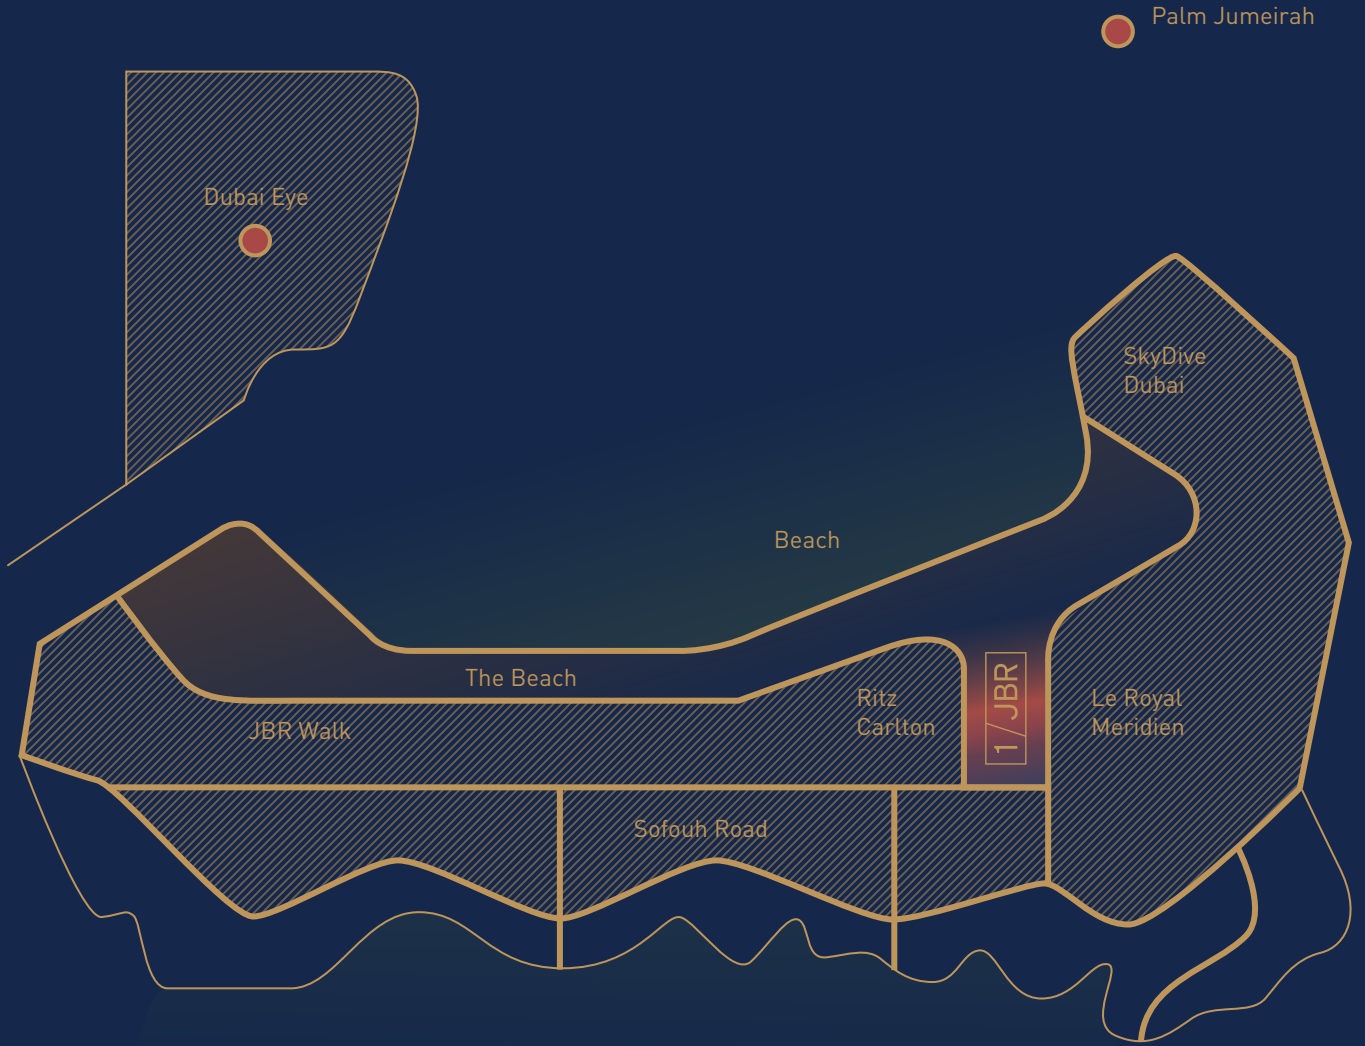 Palm Jumeirah
Dubai Eye
SkyDive
Dubai
Beach
The Beach
JBR Walk
Ritz
Carlton
1/JBR
Le Royal
Meridien
Sofouh Road